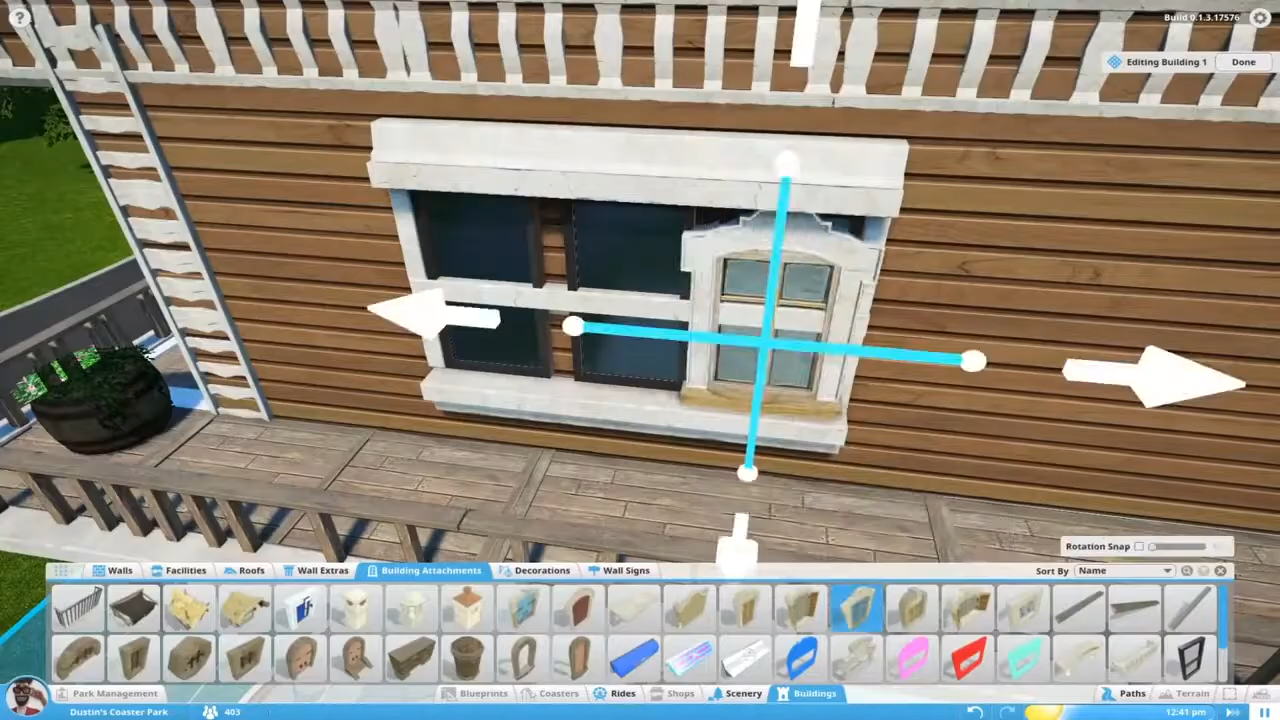 ?
Build 0.1.3.17576
Editing Building 1
Done
Rotation Snap
Walls
Facilities
Roofs
Wall Extras
Building Attachments
Decorations
Wall Signs
Sort By
Name
Park Management
Blueprints
Coasters
Rides
Shops
Scenery
Buildings
Paths
Terrain
Dustin's Coaster Park
403
12:41 pm